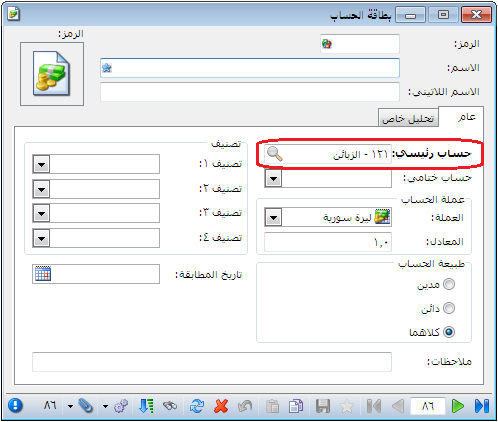 بطاقة الحساب
الرمز:
الرمز:
الاسم:
الاسم اللاتيني:
عام
تحليل خاص
حساب رئيسي: ١٢١ - الزبائن
حساب ختامي:
عملة الحساب
العملة: ليرة سورية
المعادل: ١,٠
طبيعة الحساب
مدين
دائن
كلاهما
تصنيف
تصنيف ١:
تصنيف ٢:
تصنيف ٣:
تصنيف ٤:
تاريخ المطابقة:
ملاحظات:
٨٦
٨٦